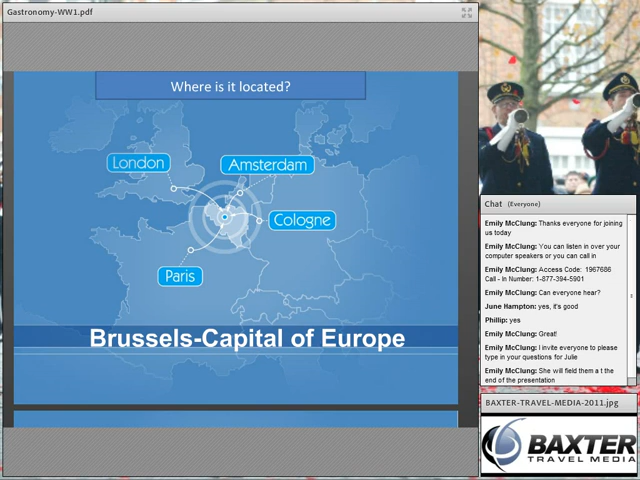 Gastronomy-WW1.pdf
Where is it located?
London
Amsterdam
Cologne
Paris
Brussels-Capital of Europe
Chat (Everyone)
Emily McClung: Thanks everyone for joining
us today
Emily McClung: You can listen in over your
computer speakers or you can call in
Emily McClung: Access Code: 1967686
Call - In Number: 1-877-394-5901
Emily McClung: Can everyone hear?
June Hampton: yes, it's good
Phillip: yes
Emily McClung: Great!
Emily McClung: I invite everyone to please
type in your questions for Julie
Emily McClung: She will field them a t the
end of the presentation
BAXTER-TRAVEL-MEDIA-2011.jpg
BAXTER
TRAVEL MEDIA